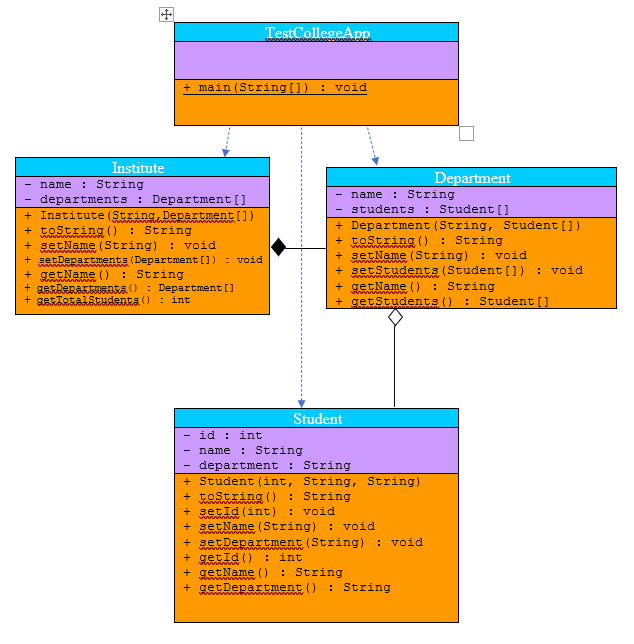 TestCollegeApp
+ main(String[]) : void
Institute
- name : String
- departments : Department[]
+ Institute(String,Department[])
+ toString() : String
+ setName(String) : void
+ setDepartments(Department[]) : void
+ getName() : String
+ getDepartments() : Department[]
+ getTotalStudents() : int
Department
- name : String
- students : Student[]
+ Department(String, Student[])
+ toString() : String
+ setName(String) : void
+ setStudents(Student[]) : void
+ getName() : String
+ getStudents() : Student[]
Student
- id : int
- name : String
- department : String
+ Student(int, String, String)
+ toString() : String
+ setId(int) : void
+ setName(String) : void
+ setDepartment(String) : void
+ getId() : int
+ getName() : String
+ getDepartment() : String